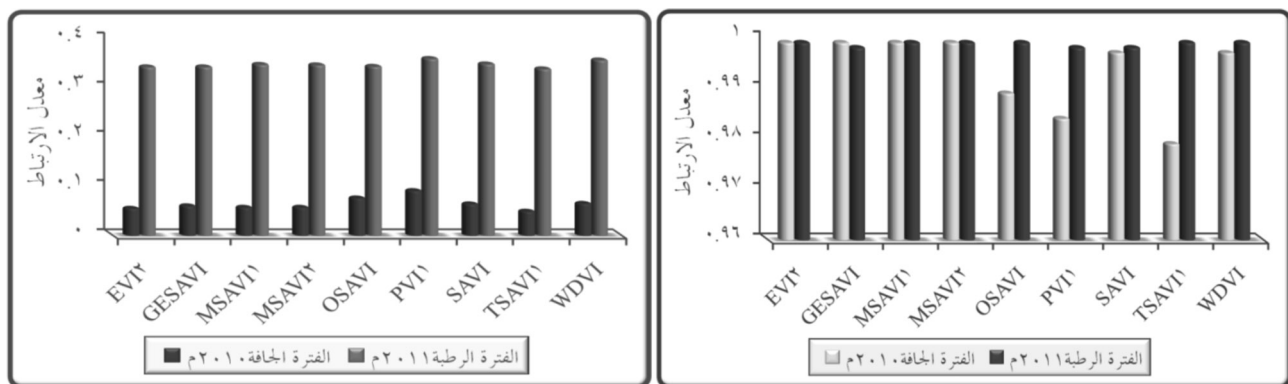 معدل الارتباط
٠.٤
٠.٣
٠.٢
٠.١
٠
EVI٢
GESAVI
MSAVI١
MSAVI٢
OSAVI
PVI١
SAVI
TSAVI١
WDVI
الفترة الجافة٢٠١٠م
الفترة الرطبة٢٠١١م
معدل الارتباط
١
٠.٩٩
٠.٩٨
٠.٩٧
٠.٩٦
EVI٢
GESAVI
MSAVI١
MSAVI٢
OSAVI
PVI١
SAVI
TSAVI١
WDVI
الفترة الجافة٢٠١٠م
الفترة الرطبة٢٠١١م